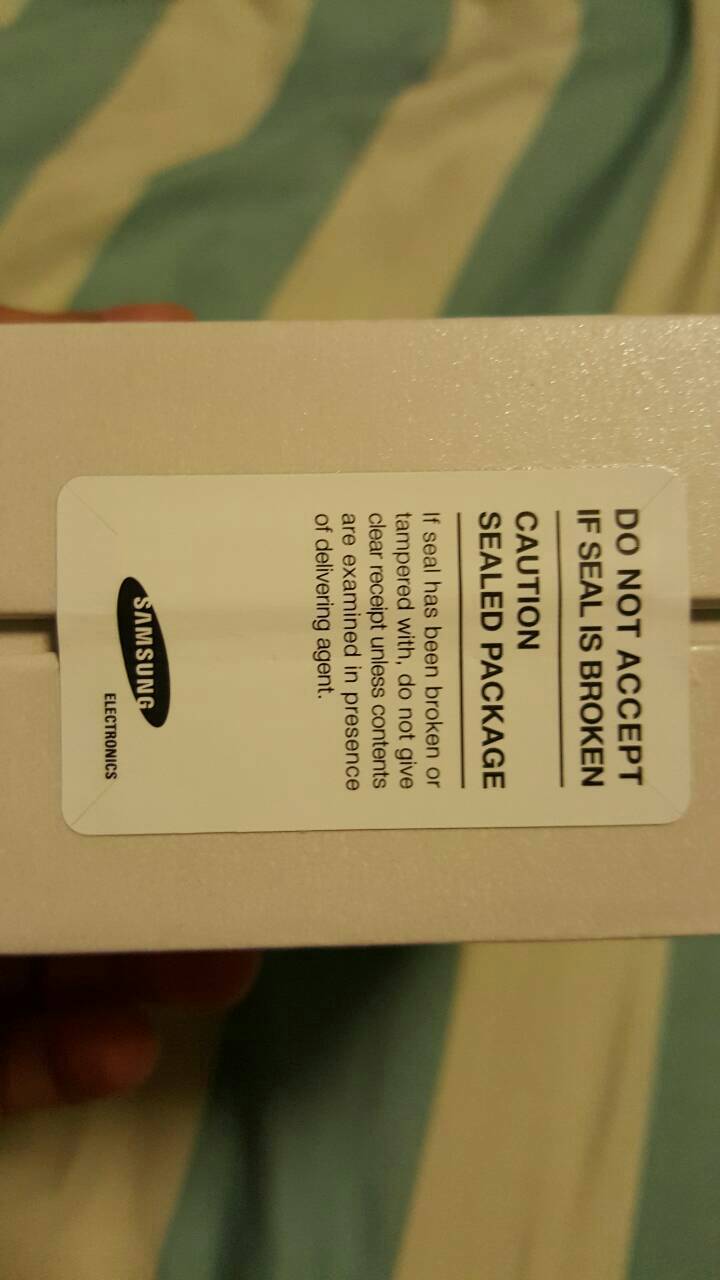 DO NOT ACCEPT
IF SEAL IS BROKEN
CAUTION
SEALED PACKAGE
If seal has been broken or
tampered with, do not give
clear receipt unless contents
are examined in presence
of delivering agent.
SAMSUNG
ELECTRONICS